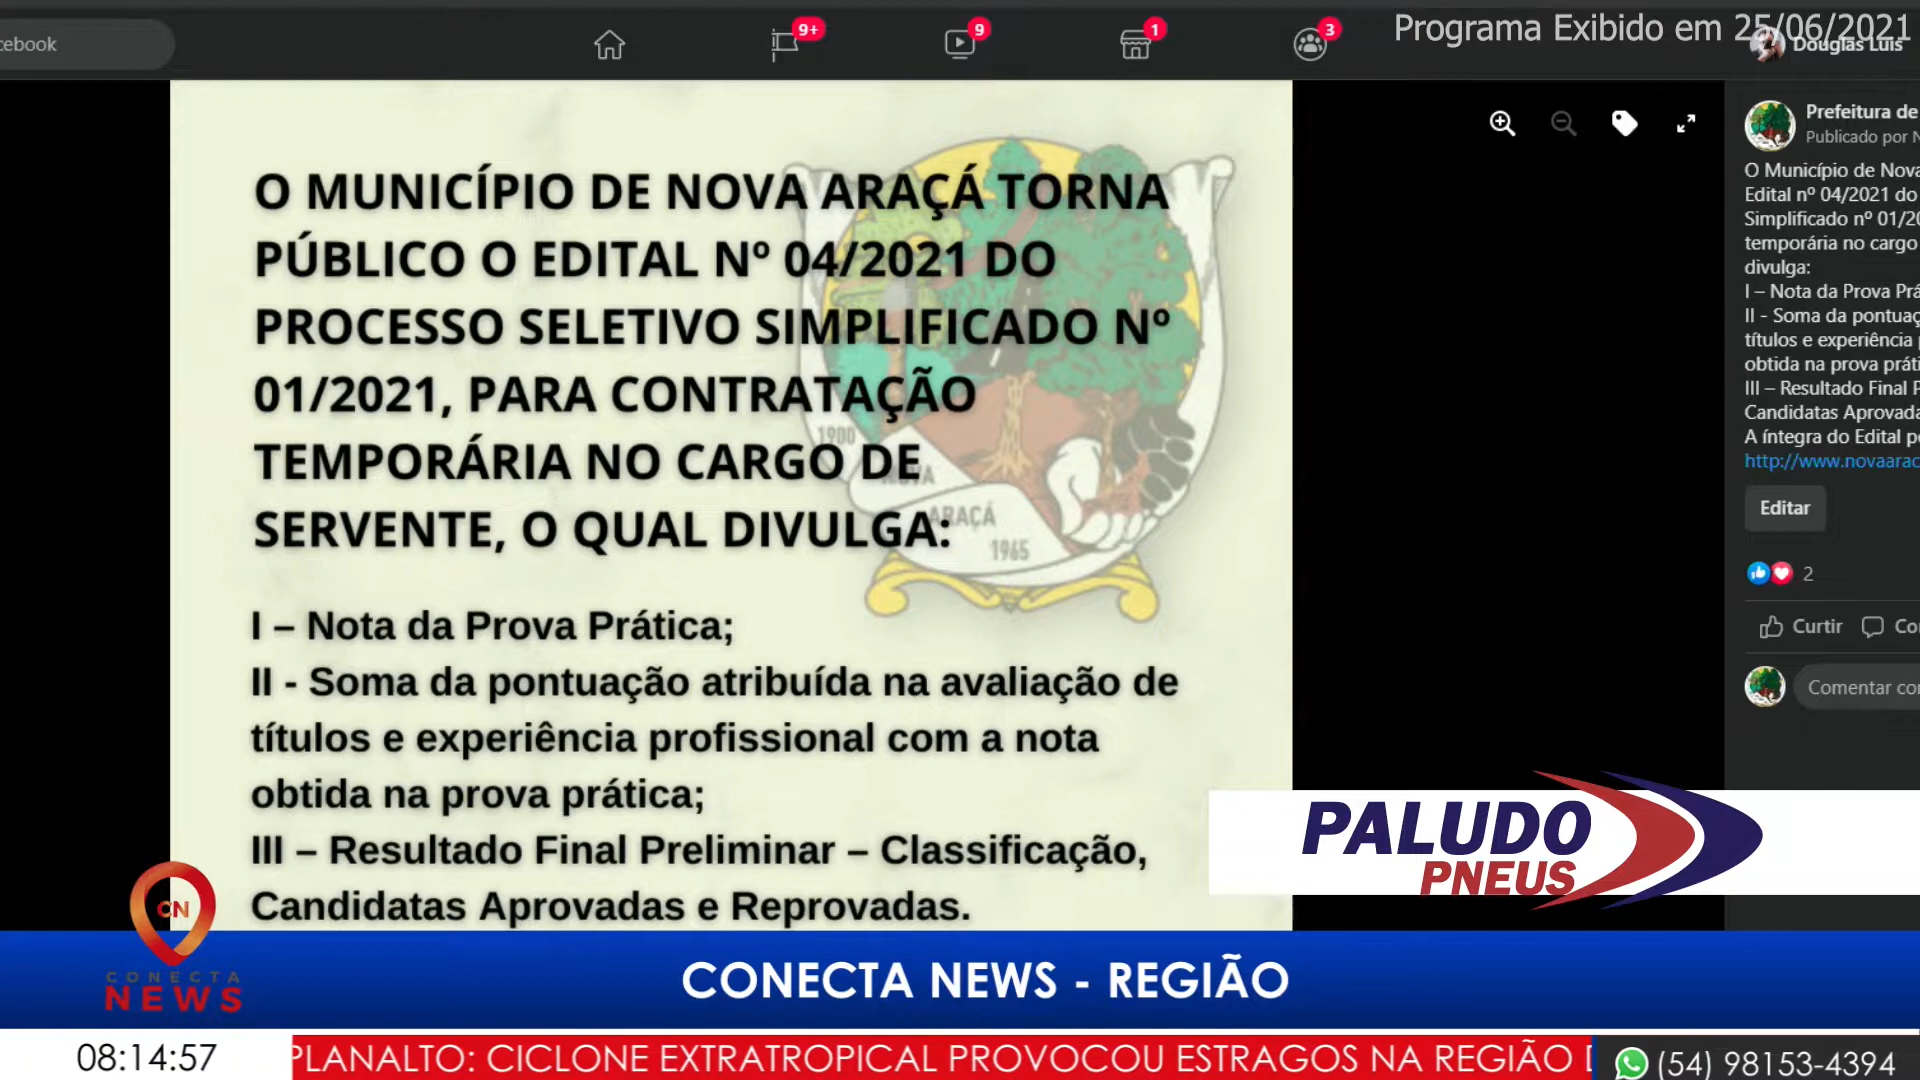 cebook
9+
9
1
3
Programa Exibido em 25/06/2021
Douglas Luis
O MUNICÍPIO DE NOVA ARAÇÁ TORNA
PÚBLICO O EDITAL Nº 04/2021 DO
PROCESSO SELETIVO SIMPLIFICADO Nº
01/2021, PARA CONTRATAÇÃO
TEMPORÁRIA NO CARGO DE
SERVENTE, O QUAL DIVULGA:
1900
NOVA
ARAÇÁ
1965
I – Nota da Prova Prática;
II - Soma da pontuação atribuída na avaliação de
títulos e experiência profissional com a nota
obtida na prova prática;
III – Resultado Final Preliminar – Classificação,
Candidatas Aprovadas e Reprovadas.
Prefeitura de
Publicado por N
O Município de Nova
Edital nº 04/2021 do
Simplificado nº 01/20
temporária no cargo
divulga:
I – Nota da Prova Prá
II - Soma da pontuaç
títulos e experiência
obtida na prova práti
III – Resultado Final P
Candidatas Aprovada
A íntegra do Edital p
http://www.novaarac
Editar
2
Curtir
Co
Comentar co
PALUDO
PNEUS
CN
CONECTA
NEWS
CONECTA NEWS - REGIÃO
08:14:57
PLANALTO: CICLONE EXTRATROPICAL PROVOCOU ESTRAGOS NA REGIÃO
(54) 98153-4394